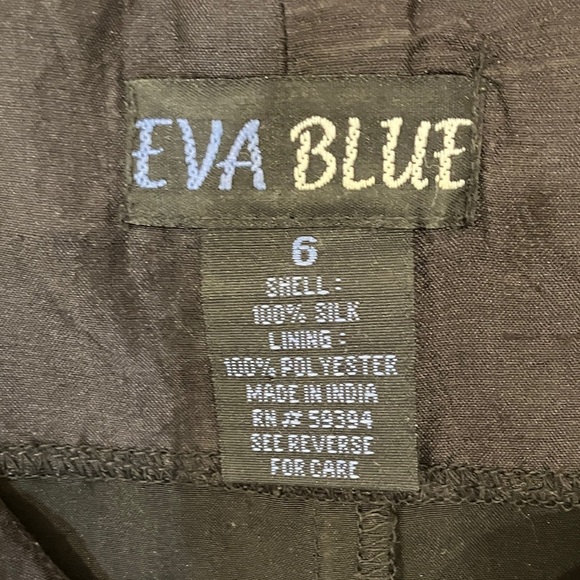 EVA BLUE
6
SHELL :
100% SILK
LINING :
100% POLYESTER
MADE IN INDIA
RN # 59394
SEE REVERSE
FOR CARE